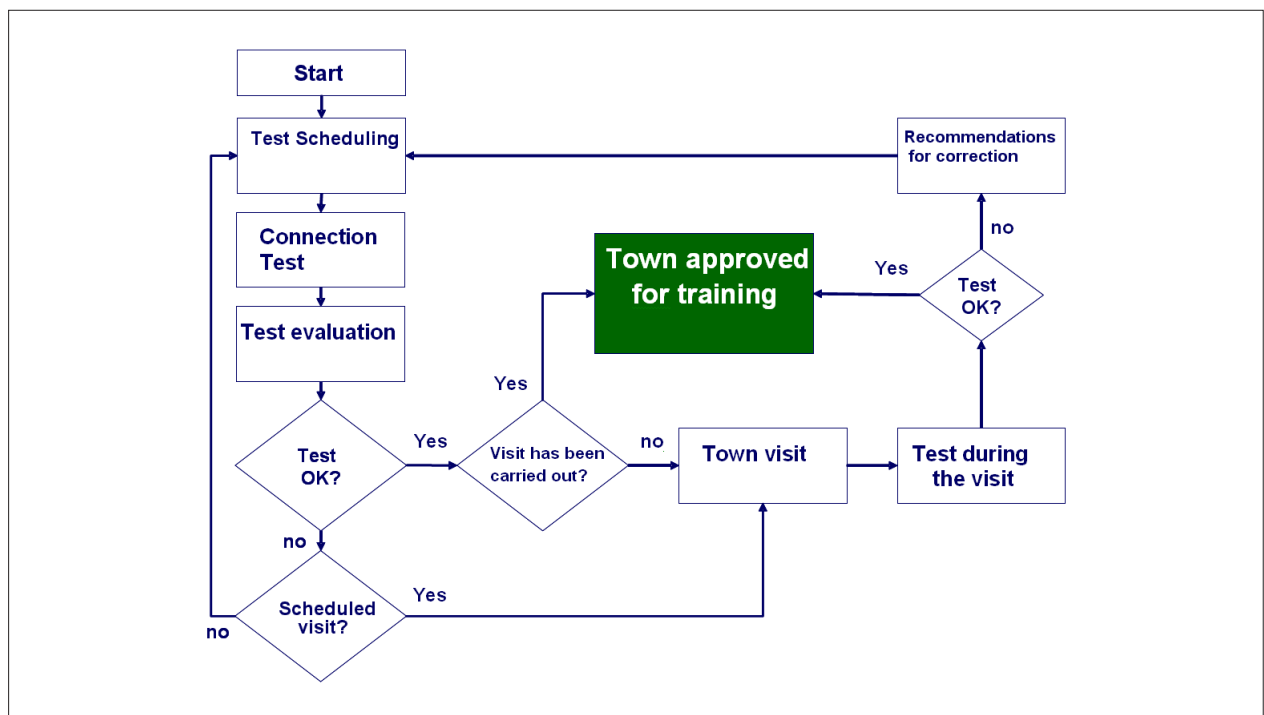 Start
Test Scheduling
Recommendations
for correction
Connection
Test
no
Town approved
for training
Yes
Test
OK?
Test evaluation
Yes
Yes
no
Test
OK?
Visit has been
carried out?
Town visit
Test during
the visit
no
Yes
Scheduled
visit?
no